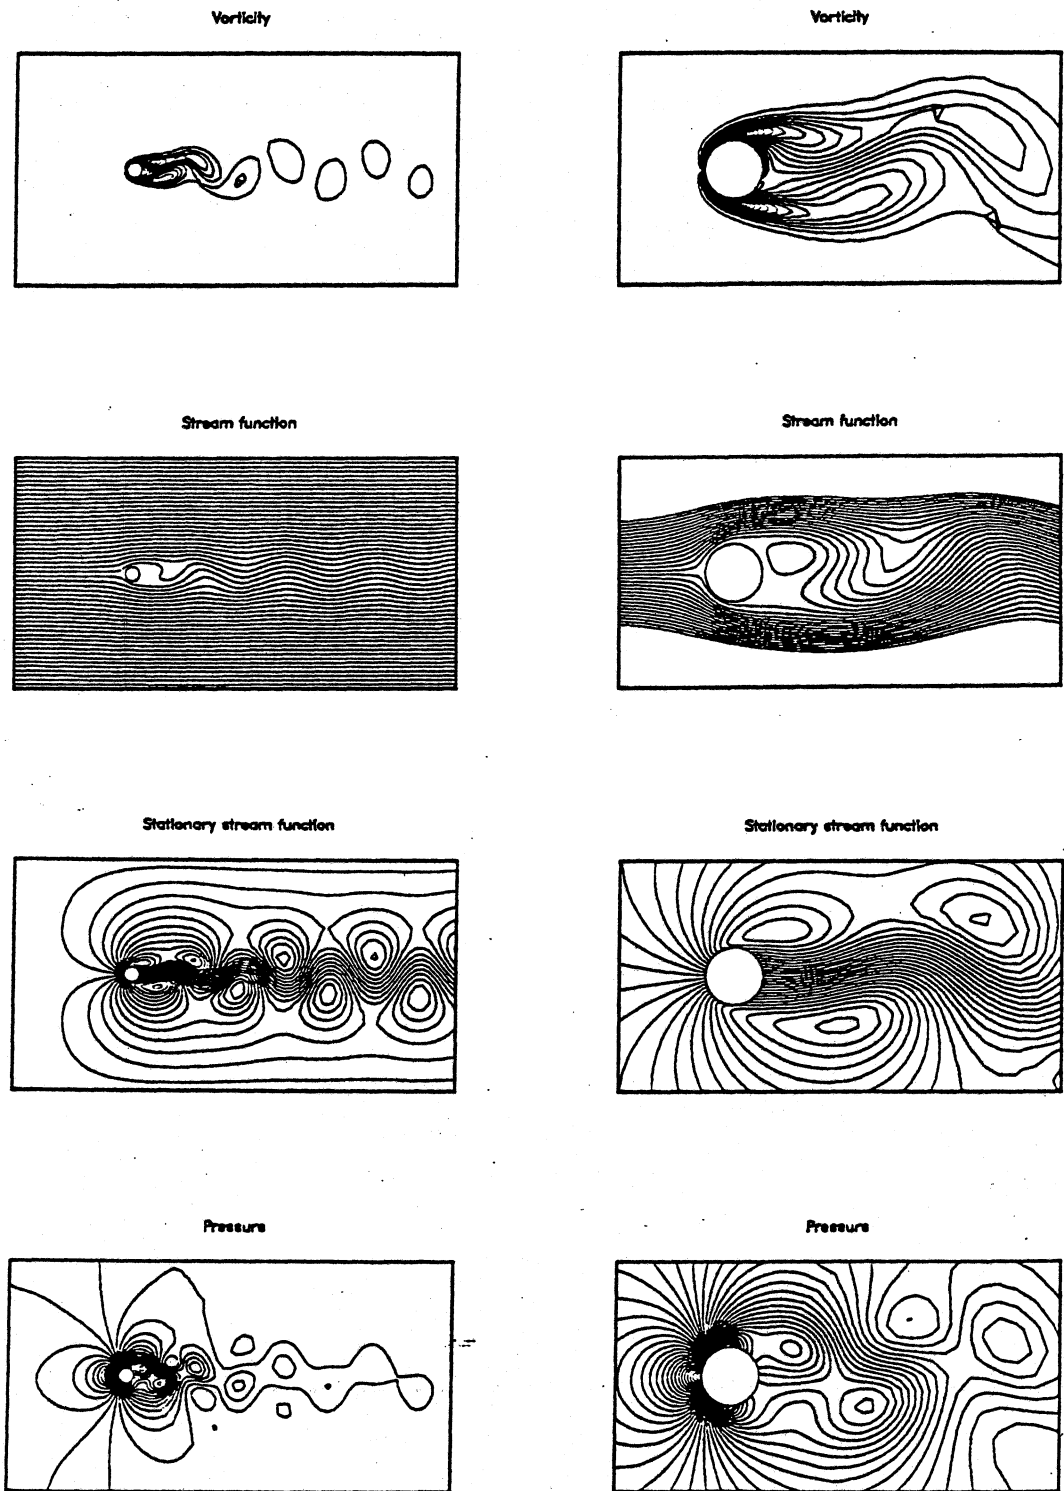 Vorticity
Vorticity
Stream function
Stream function
Stationary stream function
Stationary stream function
Pressure
Pressure